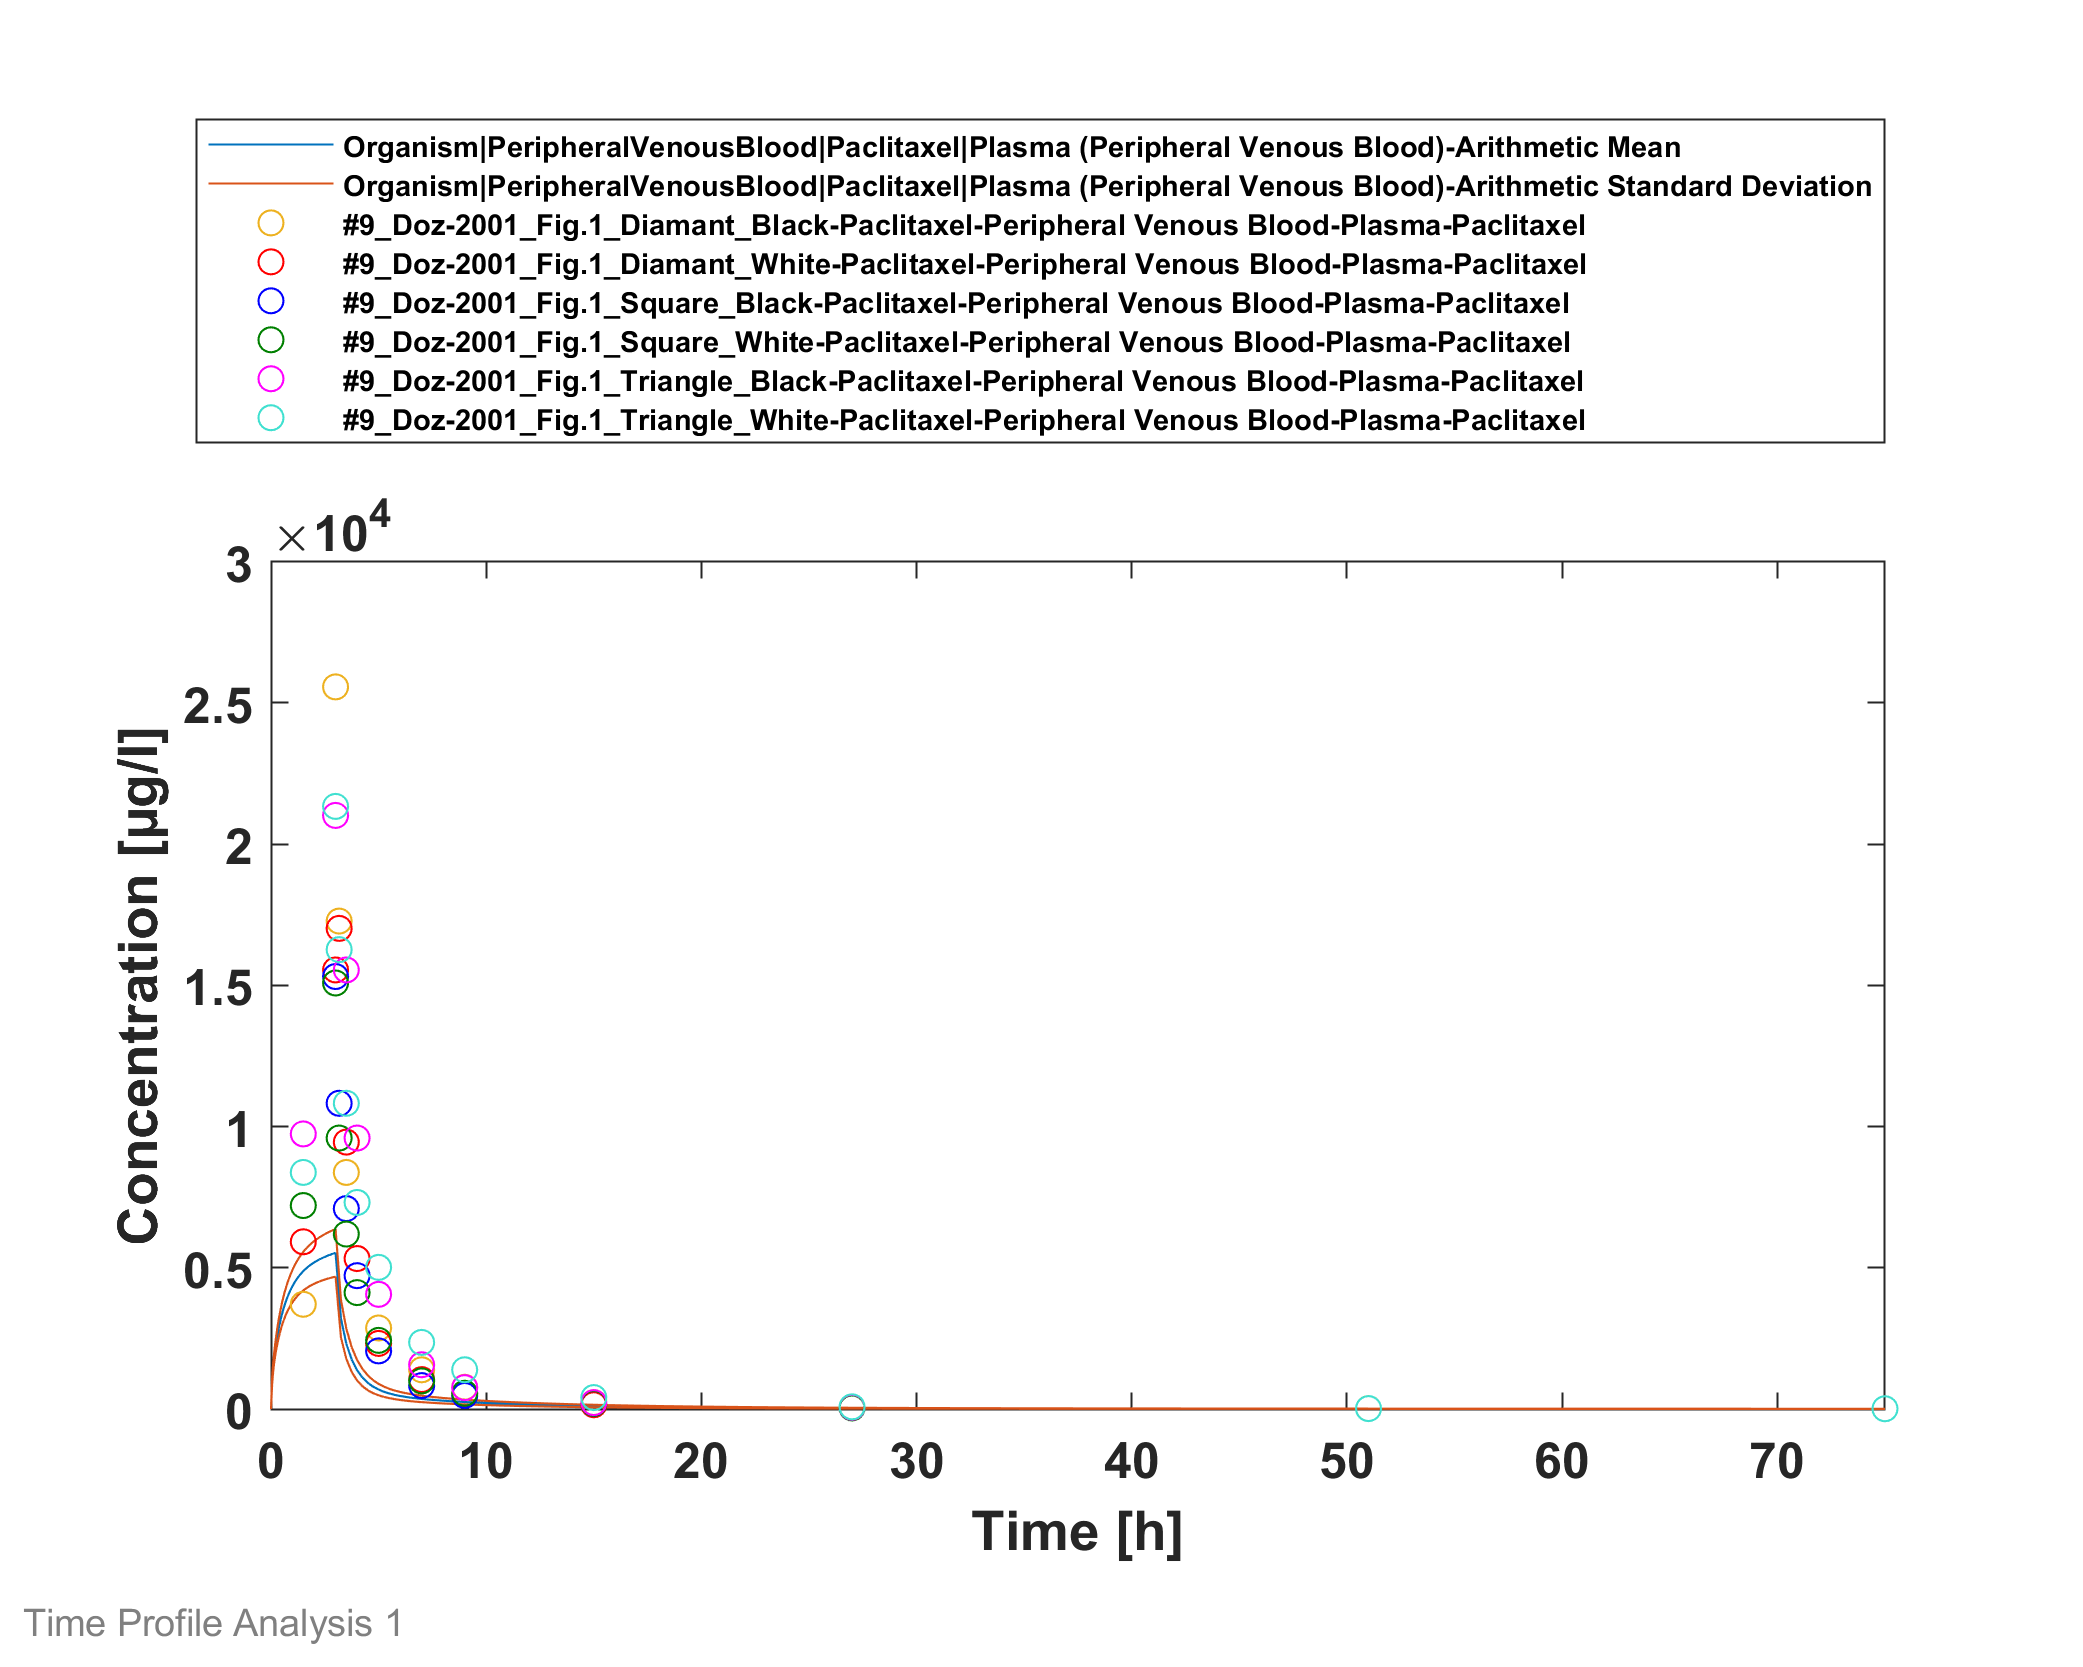 Organism|PeripheralVenousBlood|Paclitaxel|Plasma (Peripheral Venous Blood)-Arithmetic Mean
Organism|PeripheralVenousBlood|Paclitaxel|Plasma (Peripheral Venous Blood)-Arithmetic Standard Deviation
#9_Doz-2001_Fig.1_Diamant_Black-Paclitaxel-Peripheral Venous Blood-Plasma-Paclitaxel
#9_Doz-2001_Fig.1_Diamant_White-Paclitaxel-Peripheral Venous Blood-Plasma-Paclitaxel
#9_Doz-2001_Fig.1_Square_Black-Paclitaxel-Peripheral Venous Blood-Plasma-Paclitaxel
#9_Doz-2001_Fig.1_Square_White-Paclitaxel-Peripheral Venous Blood-Plasma-Paclitaxel
#9_Doz-2001_Fig.1_Triangle_Black-Paclitaxel-Peripheral Venous Blood-Plasma-Paclitaxel
#9_Doz-2001_Fig.1_Triangle_White-Paclitaxel-Peripheral Venous Blood-Plasma-Paclitaxel
×10⁴
3
2.5
2
1.5
1
0.5
0
Concentration [µg/l]
0 10 20 30 40 50 60 70
Time [h]
Time Profile Analysis 1